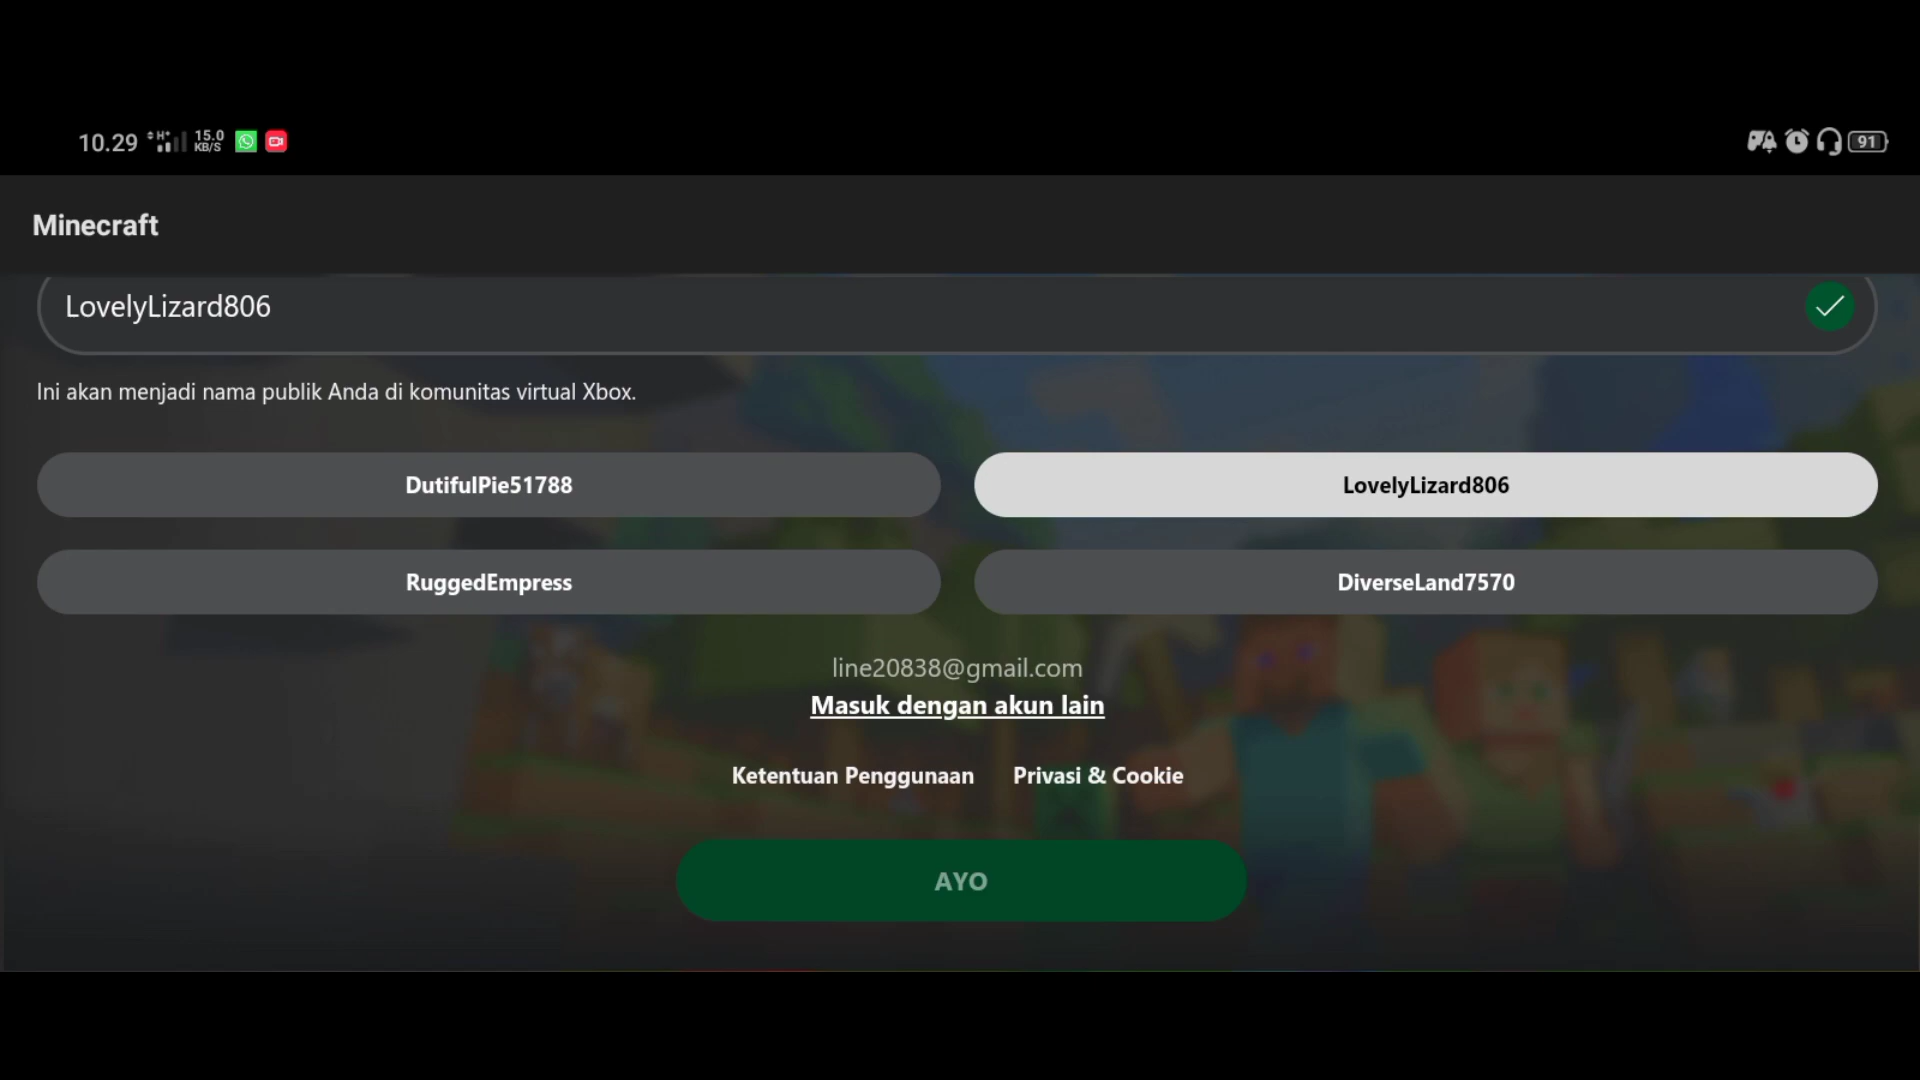 10.29 H+ 15.0 KB/S 91
Minecraft
LovelyLizard806
Ini akan menjadi nama publik Anda di komunitas virtual Xbox.
DutifulPie51788 LovelyLizard806
RuggedEmpress DiverseLand7570
line20838@gmail.com
Masuk dengan akun lain
Ketentuan Penggunaan Privasi & Cookie
AYO